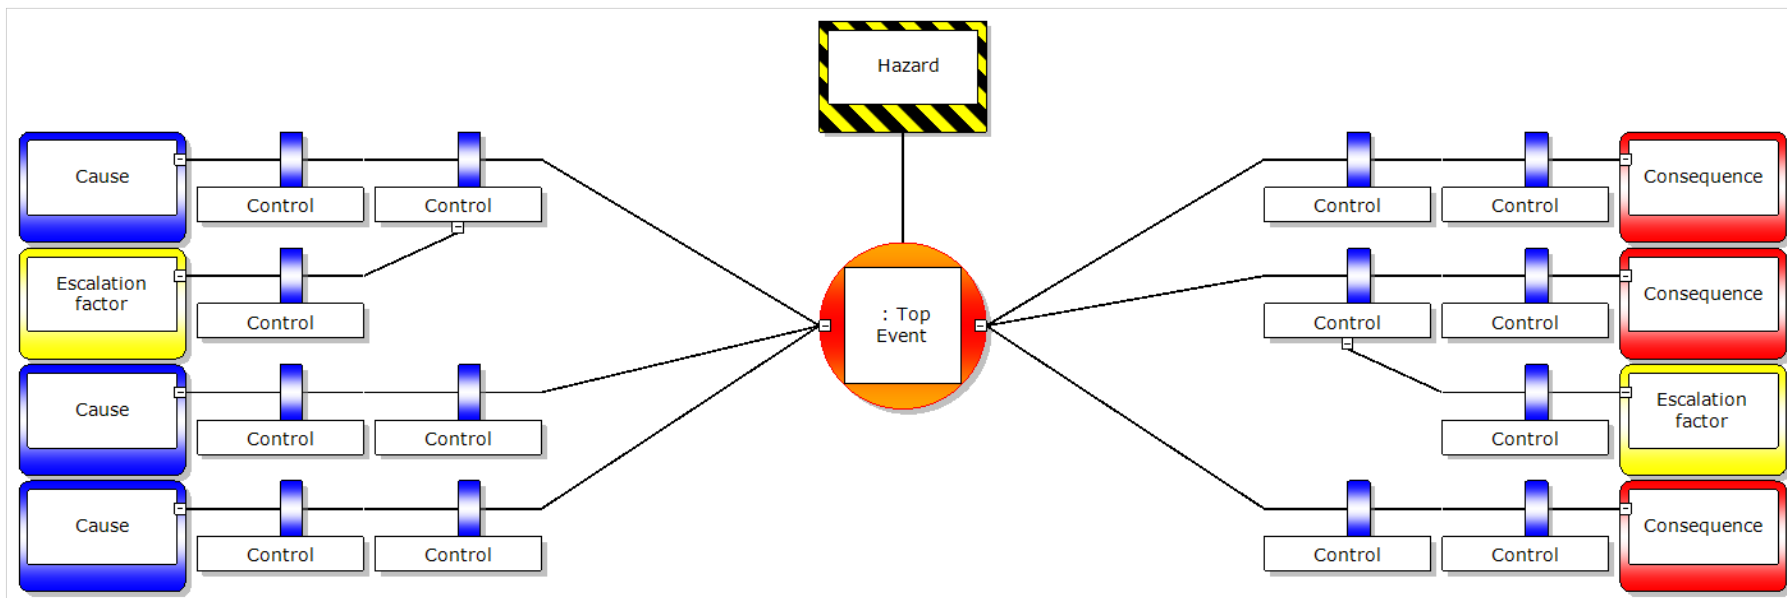 Hazard
Cause
Control
Control
Control
Control
Consequence
Escalation
factor
Control
: Top
Event
Control
Control
Consequence
Cause
Control
Control
Control
Escalation
factor
Cause
Control
Control
Control
Control
Consequence